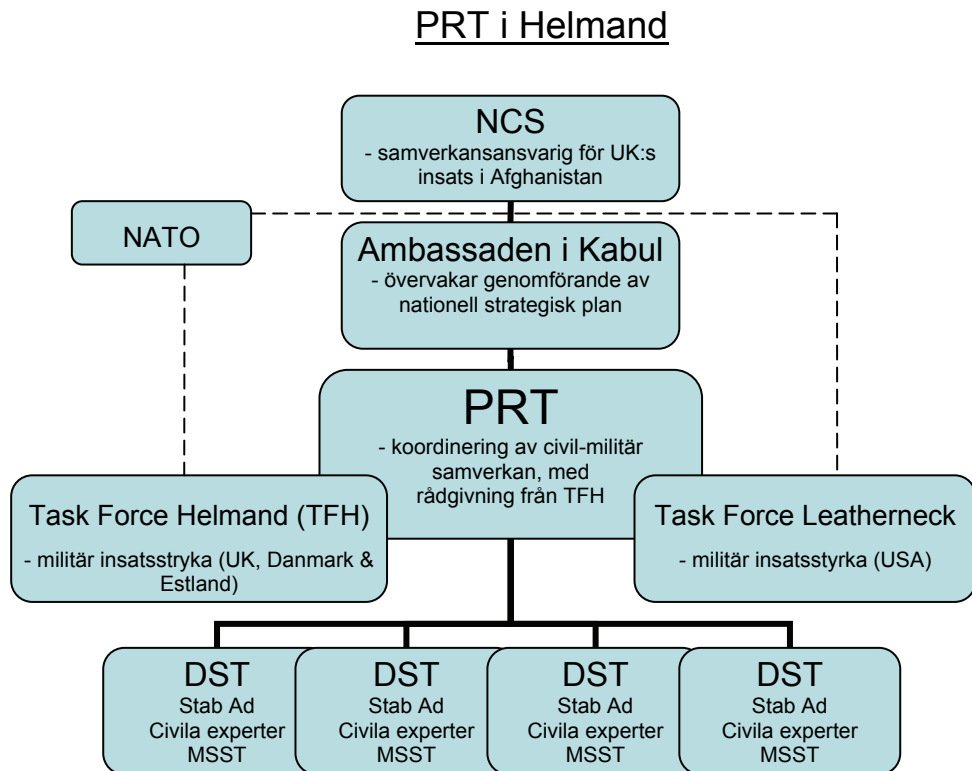 PRT i Helmand
NCS
- samverkansansvarig för UK:s
insats i Afghanistan
NATO
Ambassaden i Kabul
- övervakar genomförande av
nationell strategisk plan
PRT
- koordinering av civil-militär
samverkan, med
rådgivning från TFH
Task Force Helmand (TFH)
- militär insatsstryka (UK, Danmark &
Estland)
Task Force Leatherneck
- militär insatsstyrka (USA)
DST
Stab Ad
Civila experter
MSST
DST
Stab Ad
Civila experter
MSST
DST
Stab Ad
Civila experter
MSST
DST
Stab Ad
Civila experter
MSST